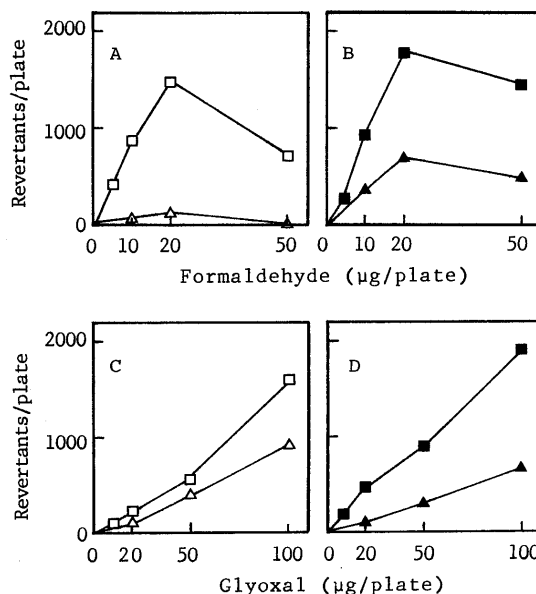 A B
Revertants/plate
2000
1000
0
0 10 20 50 0 10 20 50
Formaldehyde (μg/plate)
C D
Revertants/plate
2000
1000
0
0 20 50 100 0 20 50 100
Glyoxal (μg/plate)